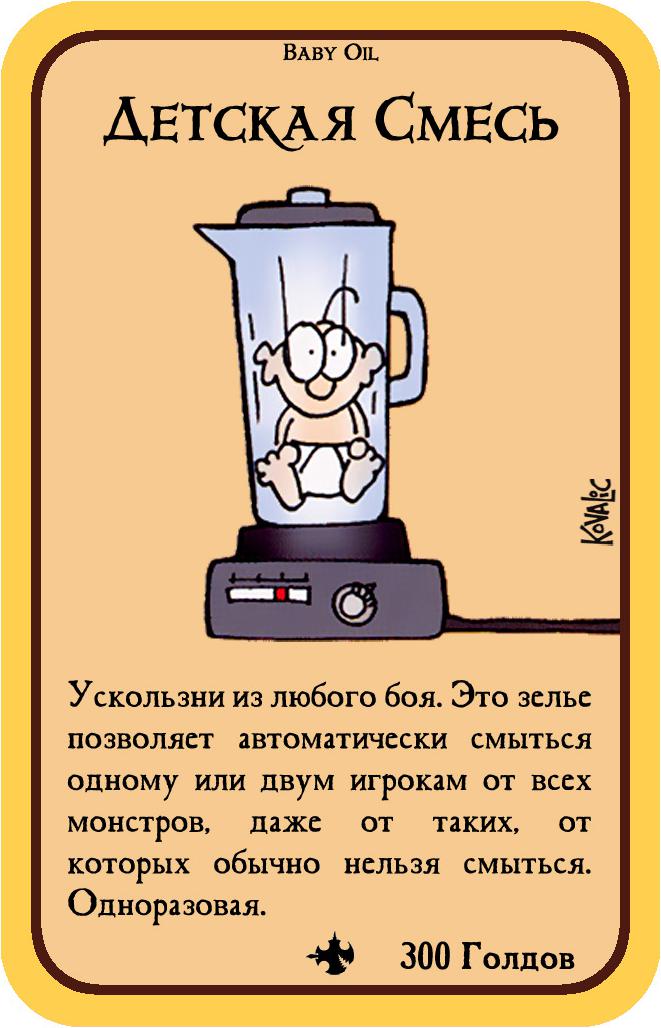 Baby Oil
Детская Смесь
KOVALIC
Ускользни из любого боя. Это зелье
позволяет автоматически смыться
одному или двум игрокам от всех
монстров, даже от таких, от
которых обычно нельзя смыться.
Одноразовая.
300 Голдов